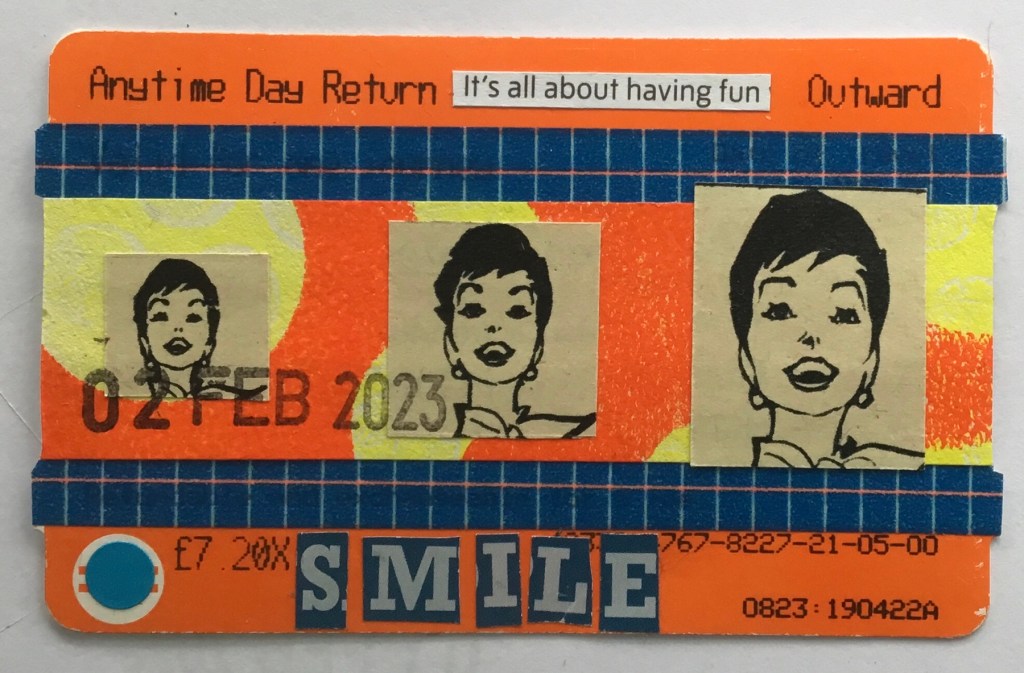 Anytime Day Return It's all about having fun Outward
02 FEB 2023
£7.20X SMILE 767-8227-21-05-00
0823:190422A